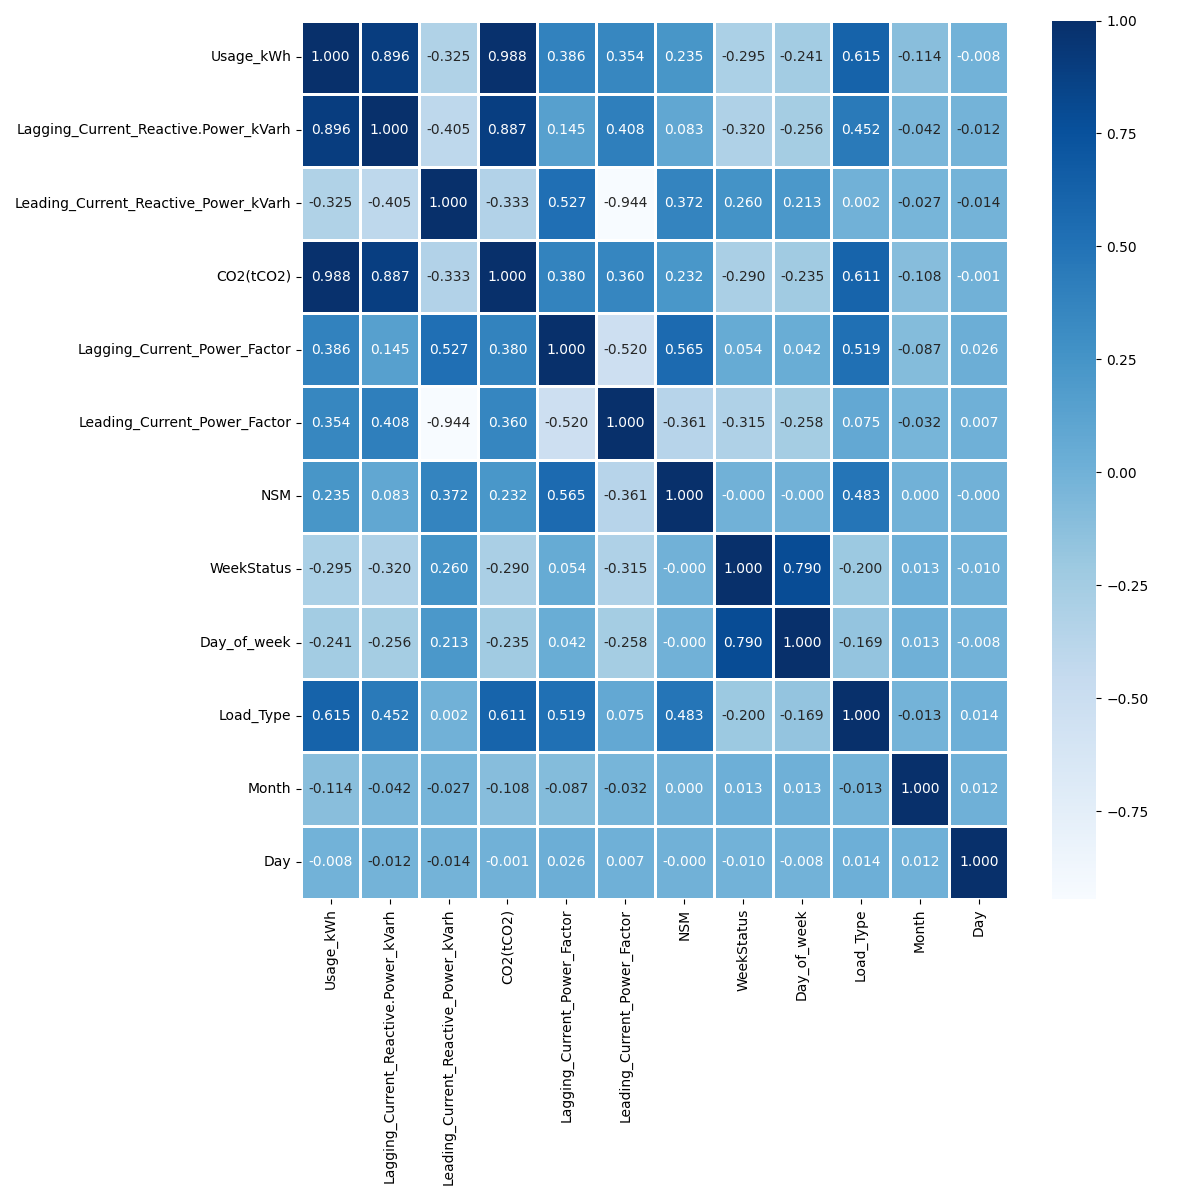 Usage_kWh 1.000 0.896 -0.325 0.988 0.386 0.354 0.235 -0.295 -0.241 0.615 -0.114 -0.008
Lagging_Current_Reactive.Power_kVarh 0.896 1.000 -0.405 0.887 0.145 0.408 0.083 -0.320 -0.256 0.452 -0.042 -0.012
Leading_Current_Reactive_Power_kVarh -0.325 -0.405 1.000 -0.333 0.527 -0.944 0.372 0.260 0.213 0.002 -0.027 -0.014
CO2(tCO2) 0.988 0.887 -0.333 1.000 0.380 0.360 0.232 -0.290 -0.235 0.611 -0.108 -0.001
Lagging_Current_Power_Factor 0.386 0.145 0.527 0.380 1.000 -0.520 0.565 0.054 0.042 0.519 -0.087 0.026
Leading_Current_Power_Factor 0.354 0.408 -0.944 0.360 -0.520 1.000 -0.361 -0.315 -0.258 0.075 -0.032 0.007
NSM 0.235 0.083 0.372 0.232 0.565 -0.361 1.000 -0.000 -0.000 0.483 0.000 -0.000
WeekStatus -0.295 -0.320 0.260 -0.290 0.054 -0.315 -0.000 1.000 0.790 -0.200 0.013 -0.010
Day_of_week -0.241 -0.256 0.213 -0.235 0.042 -0.258 -0.000 0.790 1.000 -0.169 0.013 -0.008
Load_Type 0.615 0.452 0.002 0.611 0.519 0.075 0.483 -0.200 -0.169 1.000 -0.013 0.014
Month -0.114 -0.042 -0.027 -0.108 -0.087 -0.032 0.000 0.013 0.013 -0.013 1.000 0.012
Day -0.008 -0.012 -0.014 -0.001 0.026 0.007 -0.000 -0.010 -0.008 0.014 0.012 1.000
Usage_kWh
Lagging_Current_Reactive.Power_kVarh
Leading_Current_Reactive_Power_kVarh
CO2(tCO2)
Lagging_Current_Power_Factor
Leading_Current_Power_Factor
NSM
WeekStatus
Day_of_week
Load_Type
Month
Day
1.00
0.75
0.50
0.25
0.00
−0.25
−0.50
−0.75